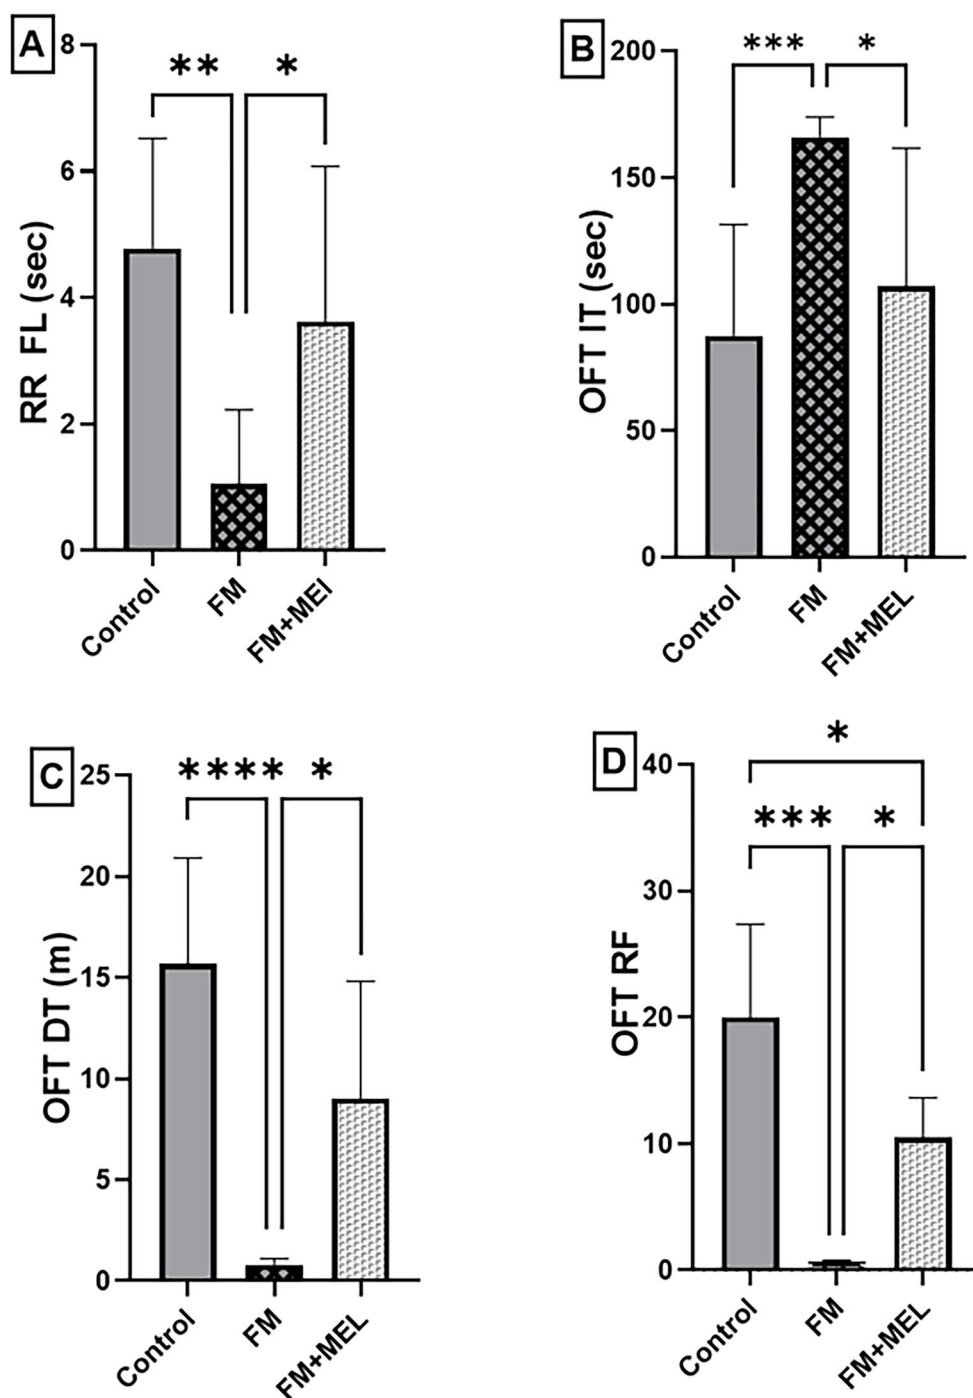 A
8
6
4
2
0
RR FL (sec)
** *
Control
FM
FM+MEl
B
200
150
100
50
0
OFT IT (sec)
*** *
Control
FM
FM+MEL
C
25
20
15
10
5
0
OFT DT (m)
**** *
Control
FM
FM+MEL
D
40
30
20
10
0
OFT RF
*
*** *
Control
FM
FM+MEL